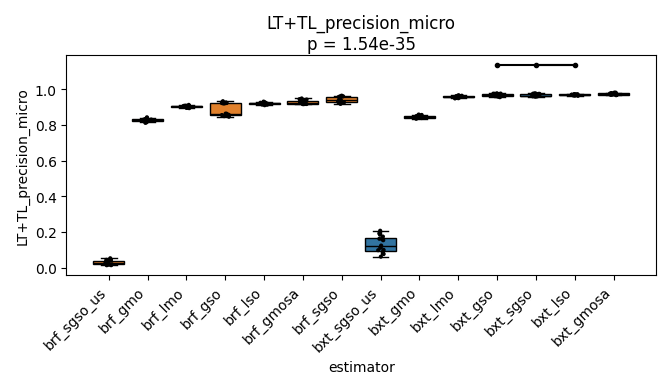 LT+TL_precision_micro
p = 1.54e-35
LT+TL_precision_micro
1.0
0.8
0.6
0.4
0.2
0.0
brf_sgso_us
brf_gmo
brf_lmo
brf_gso
brf_lso
brf_gmosa
brf_sgso
bxt_sgso_us
bxt_gmo
bxt_lmo
bxt_gso
bxt_sgso
bxt_lso
bxt_gmosa
estimator